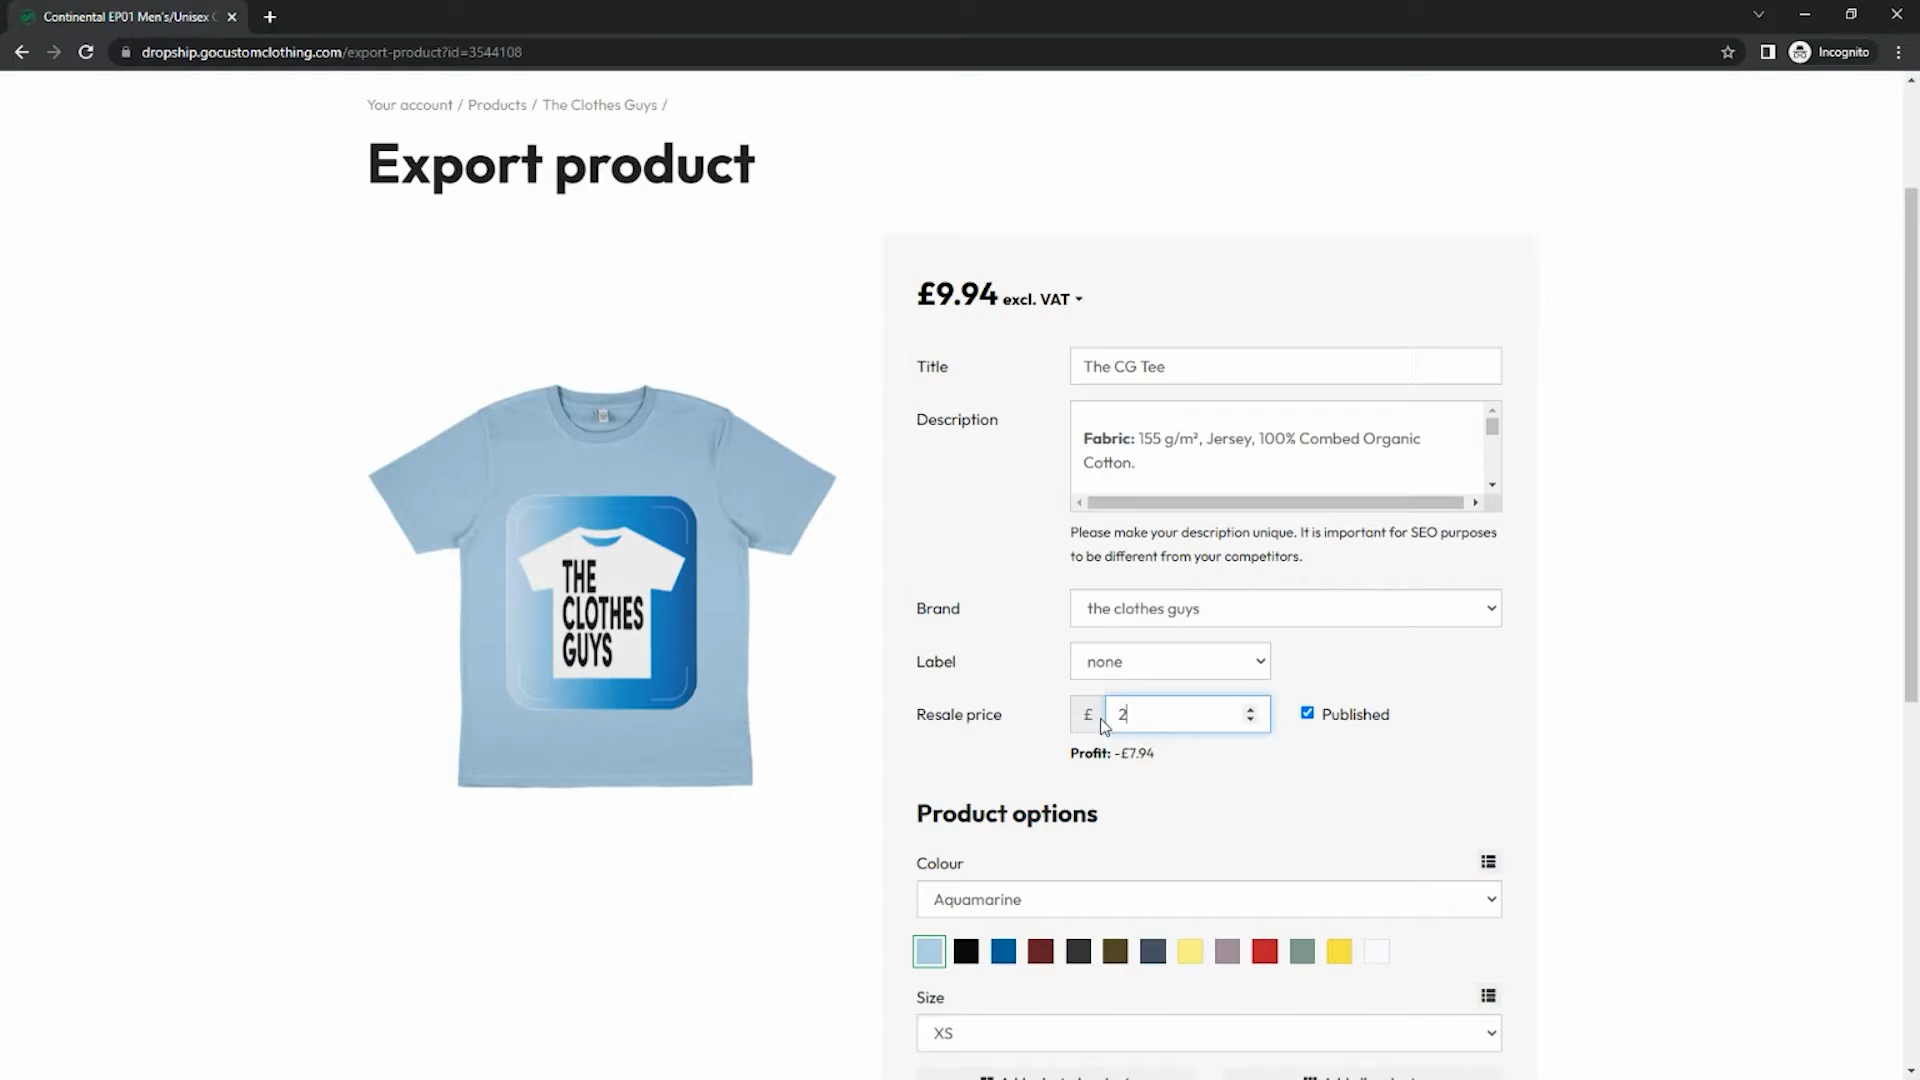 Continental EP01 Men's/Unisex
dropship.gocustomclothing.com/export-product?id=3544108
Incognito
Your account / Products / The Clothes Guys /
Export product
£9.94 excl. VAT
Title
The CG Tee
Description
Fabric: 155 g/m², Jersey, 100% Combed Organic
Cotton.
Please make your description unique. It is important for SEO purposes
to be different from your competitors.
Brand
the clothes guys
Label
none
Resale price
£
2
Published
Profit: -£7.94
THE
CLOTHES
GUYS
Product options
Colour
Aquamarine
Size
XS